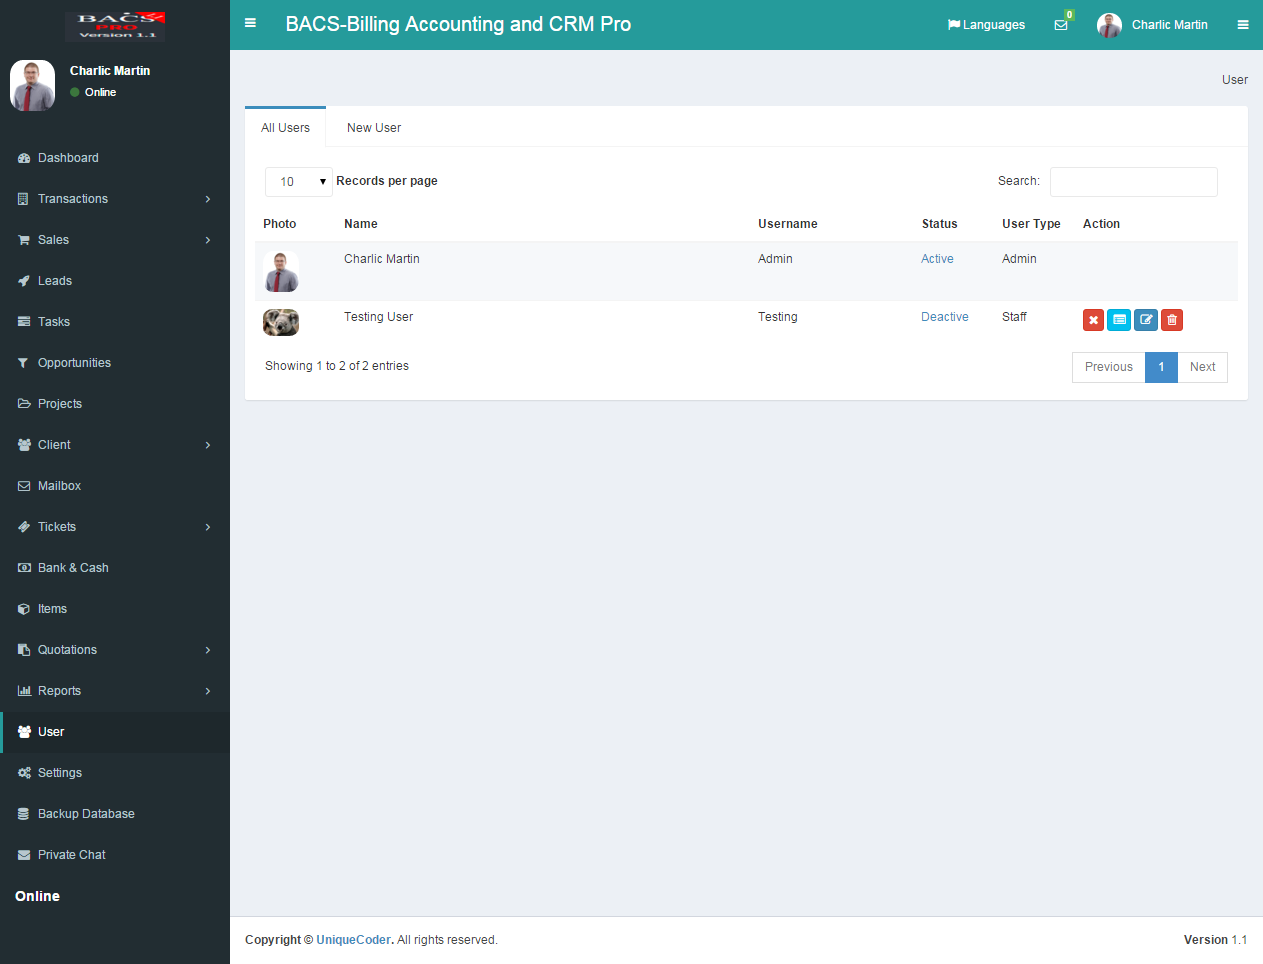 BACS
PRO
Version 1.1
BACS-Billing Accounting and CRM Pro
Languages
0
Charlic Martin
Charlic Martin
Online
Dashboard
Transactions
Sales
Leads
Tasks
Opportunities
Projects
Client
Mailbox
Tickets
Bank & Cash
Items
Quotations
Reports
User
Settings
Backup Database
Private Chat
Online
User
All Users New User
10 Records per page Search:
Photo Name Username Status User Type Action
Charlic Martin Admin Active Admin
Testing User Testing Deactive Staff
Showing 1 to 2 of 2 entries Previous 1 Next
Copyright © UniqueCoder. All rights reserved. Version 1.1